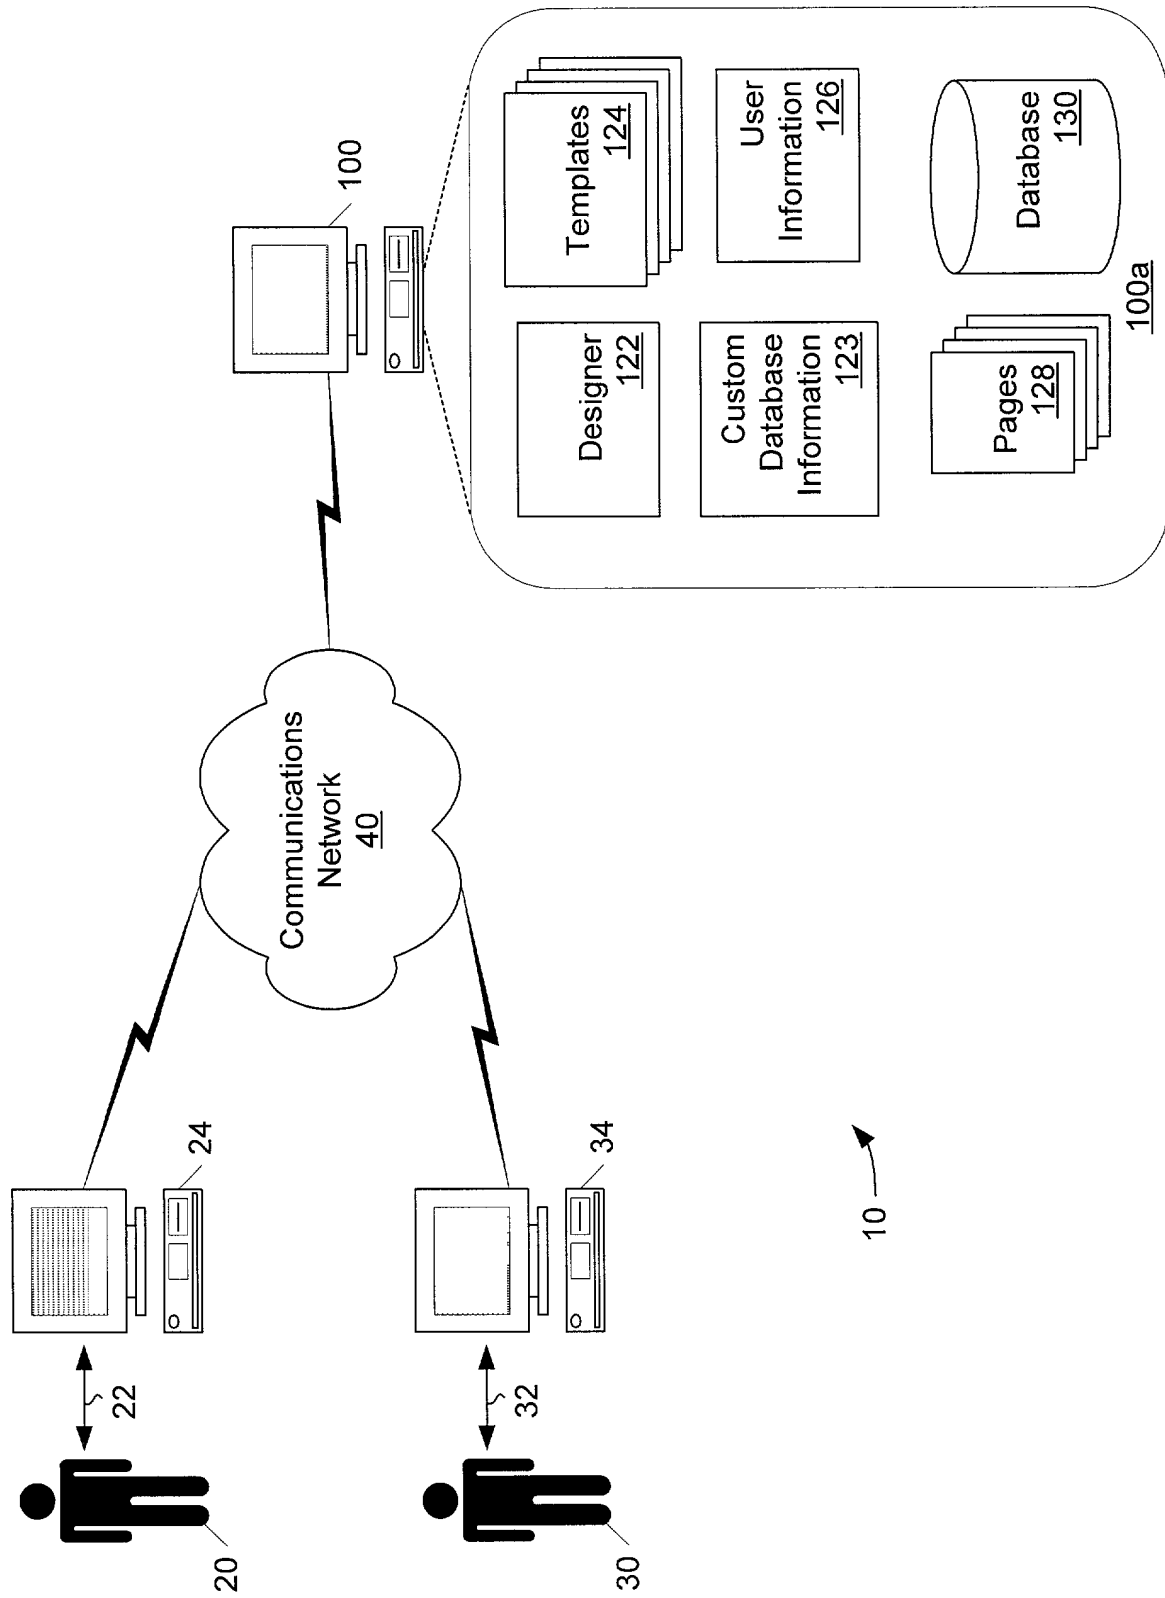 20
22
24
30
32
34
10
Communications
Network
40
100
Designer
122
Templates
124
Custom
Database
Information
123
User
Information
126
Pages
128
Database
130
100a